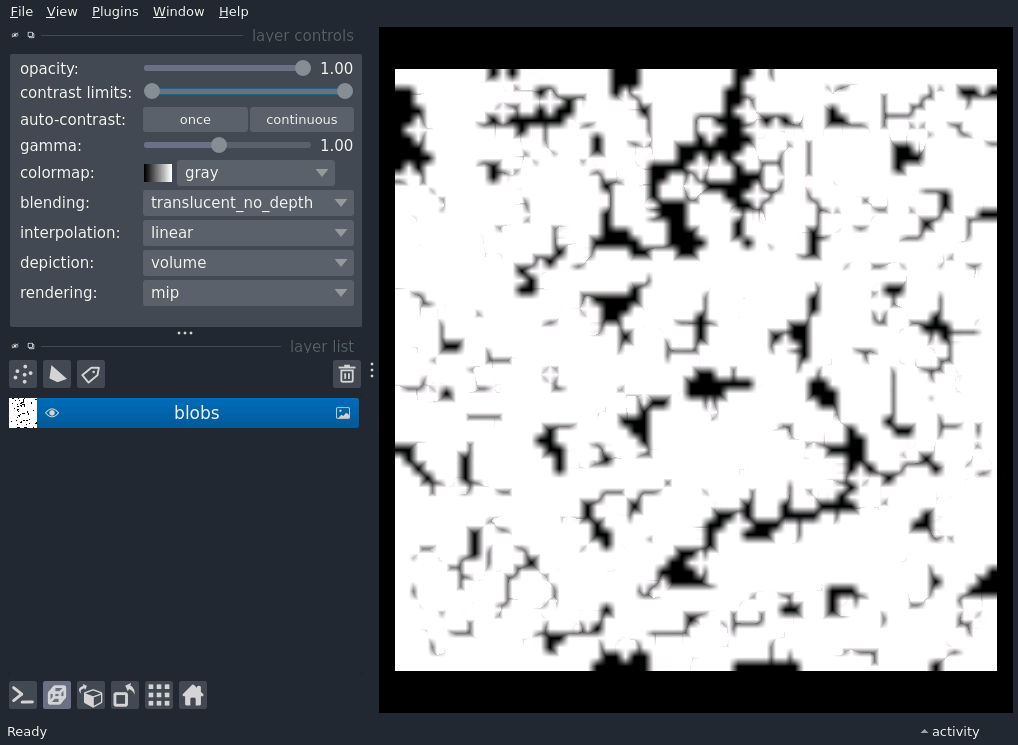 File View Plugins Window Help
layer controls
opacity: 1.00
contrast limits:
auto-contrast: once continuous
gamma: 1.00
colormap: gray
blending: translucent_no_depth
interpolation: linear
depiction: volume
rendering: mip
layer list
blobs
Ready
activity